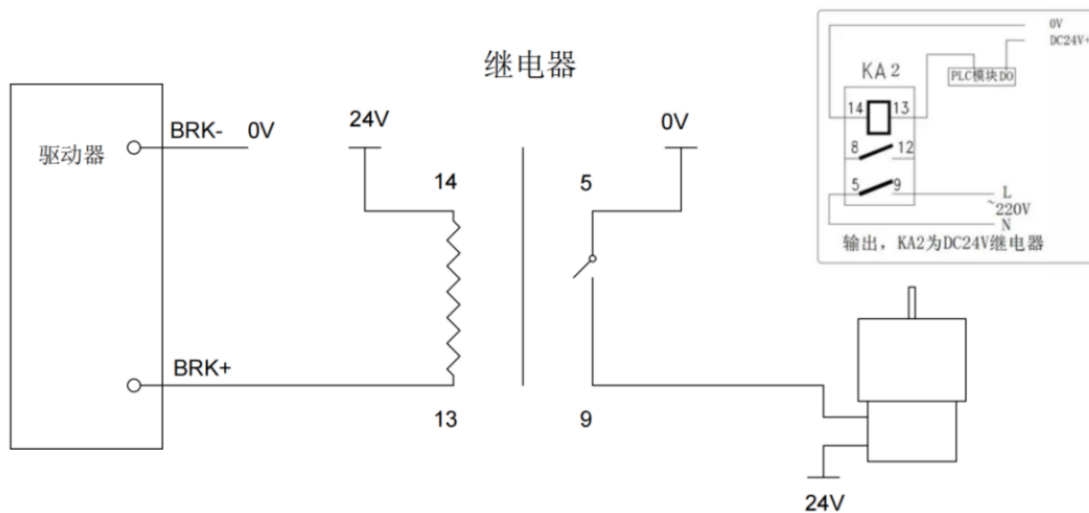 继电器
驱动器
BRK-
0V
24V
14
BRK+
13
5
0V
9
24V
0V
DC24V+
KA2
PLC模块DO
14
13
8
12
5
9
L
~220V
N
输出，KA2为DC24V继电器